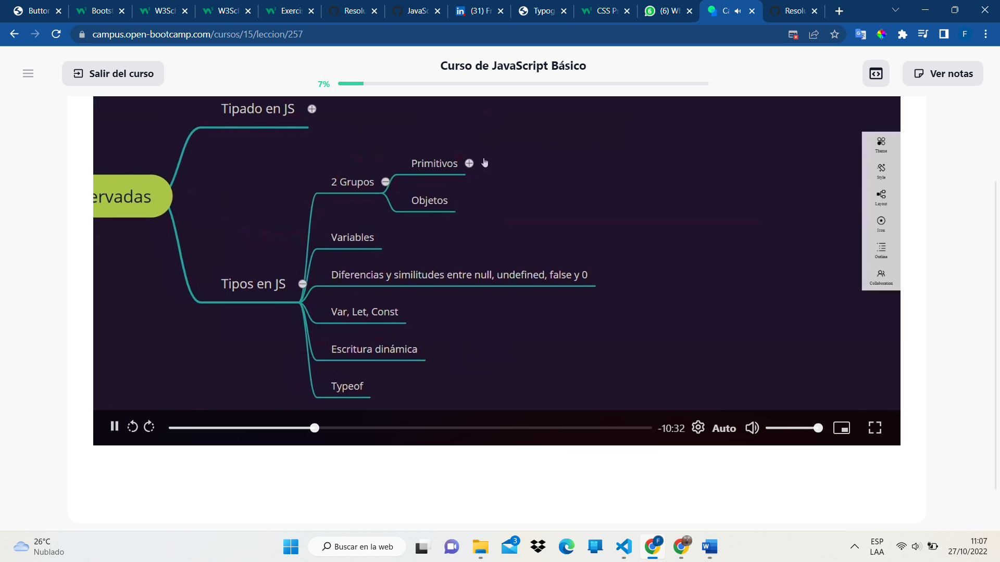 Buttor
Bootst
W3Sch
W3Sch
Exercis
Resolu
JavaSc
(31) Fr
Typog
CSS Ps
(6) Wh
Ca
Resolu
campus.open-bootcamp.com/cursos/15/leccion/257
F
Salir del curso
Curso de JavaScript Básico
7%
Ver notas
Tipado en JS
Primitivos
2 Grupos
Objetos
ervadas
Variables
Diferencias y similitudes entre null, undefined, false y 0
Tipos en JS
Var, Let, Const
Escritura dinámica
Typeof
Theme
Style
Layout
Icon
Outline
Collaboration
-10:32
Auto
26°C
Nublado
Buscar en la web
3
F
ESP
LAA
11:07
27/10/2022